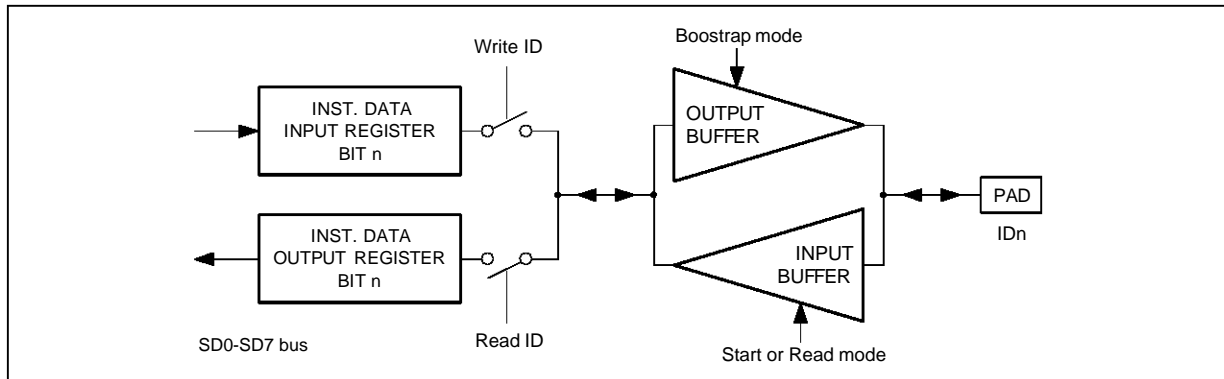 Boostrap mode
Write ID
INST. DATA
INPUT REGISTER
BIT n
OUTPUT
BUFFER
PAD
IDn
INST. DATA
OUTPUT REGISTER
BIT n
INPUT
BUFFER
SD0-SD7 bus
Read ID
Start or Read mode